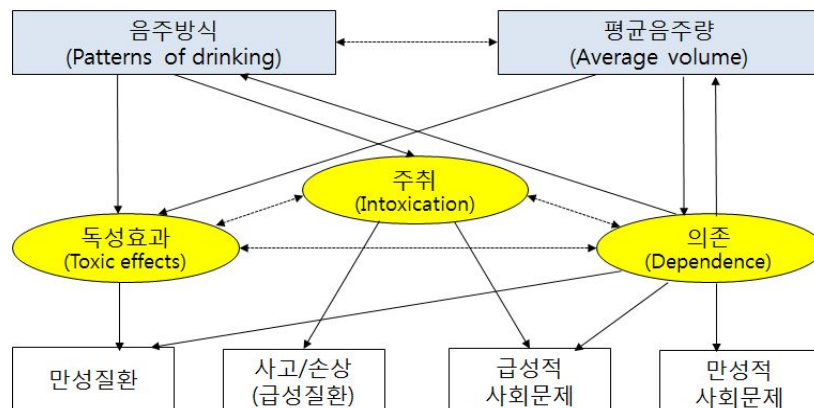 음주방식
(Patterns of drinking)
평균음주량
(Average volume)
주취
(Intoxication)
독성효과
(Toxic effects)
의존
(Dependence)
만성질환
사고/손상
(급성질환)
급성적
사회문제
만성적
사회문제